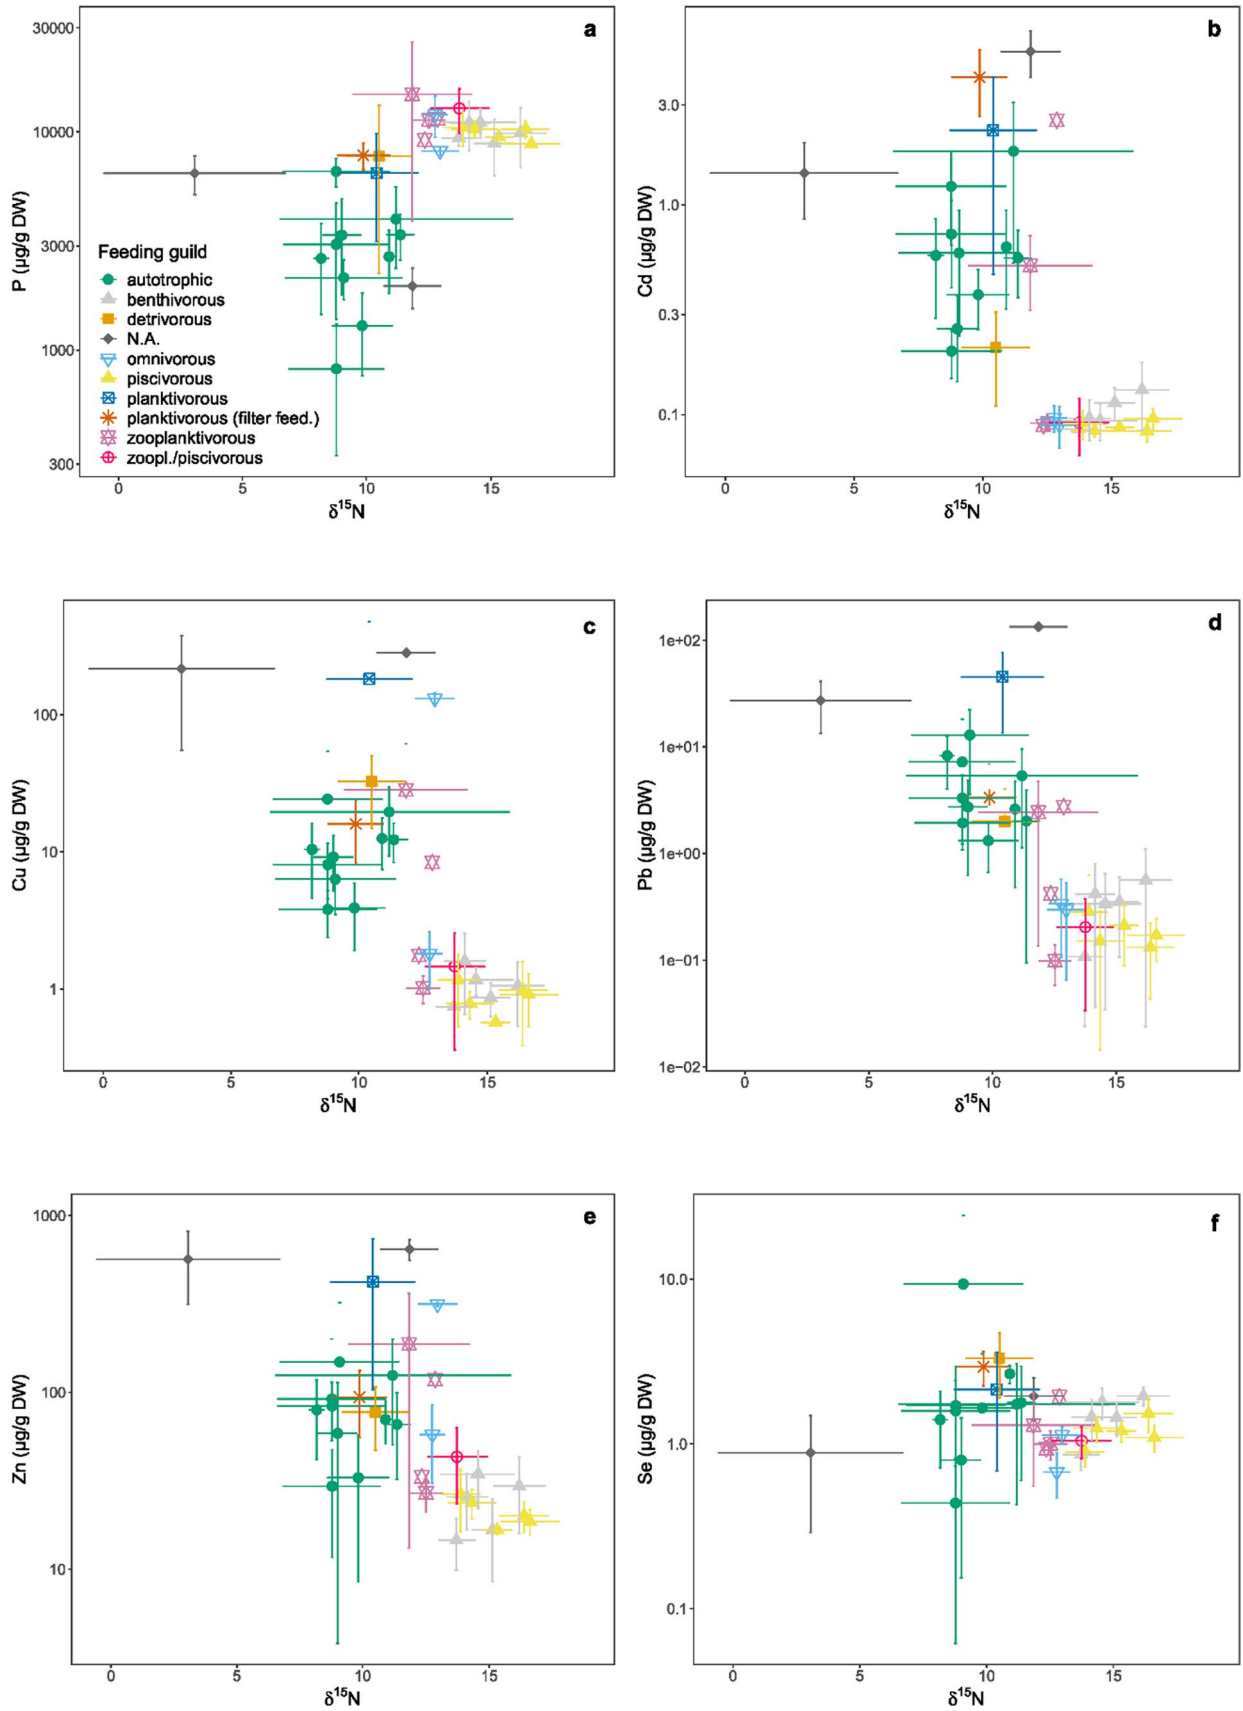 a
30000
10000
3000
1000
300
P (µg/g DW)
Feeding guild
autotrophic
benthivorous
detrivorous
N.A.
omnivorous
piscivorous
planktivorous
planktivorous (filter feed.)
zooplanktivorous
zoopl./piscivorous
0 5 10 15
δ¹⁵N
b
3.0
1.0
0.3
0.1
Cd (µg/g DW)
0 5 10 15
δ¹⁵N
c
100
10
1
Cu (µg/g DW)
0 5 10 15
δ¹⁵N
d
1e+02
1e+01
1e+00
1e−01
1e−02
Pb (µg/g DW)
0 5 10 15
δ¹⁵N
e
1000
100
10
Zn (µg/g DW)
0 5 10 15
δ¹⁵N
f
10.0
1.0
0.1
Se (µg/g DW)
0 5 10 15
δ¹⁵N